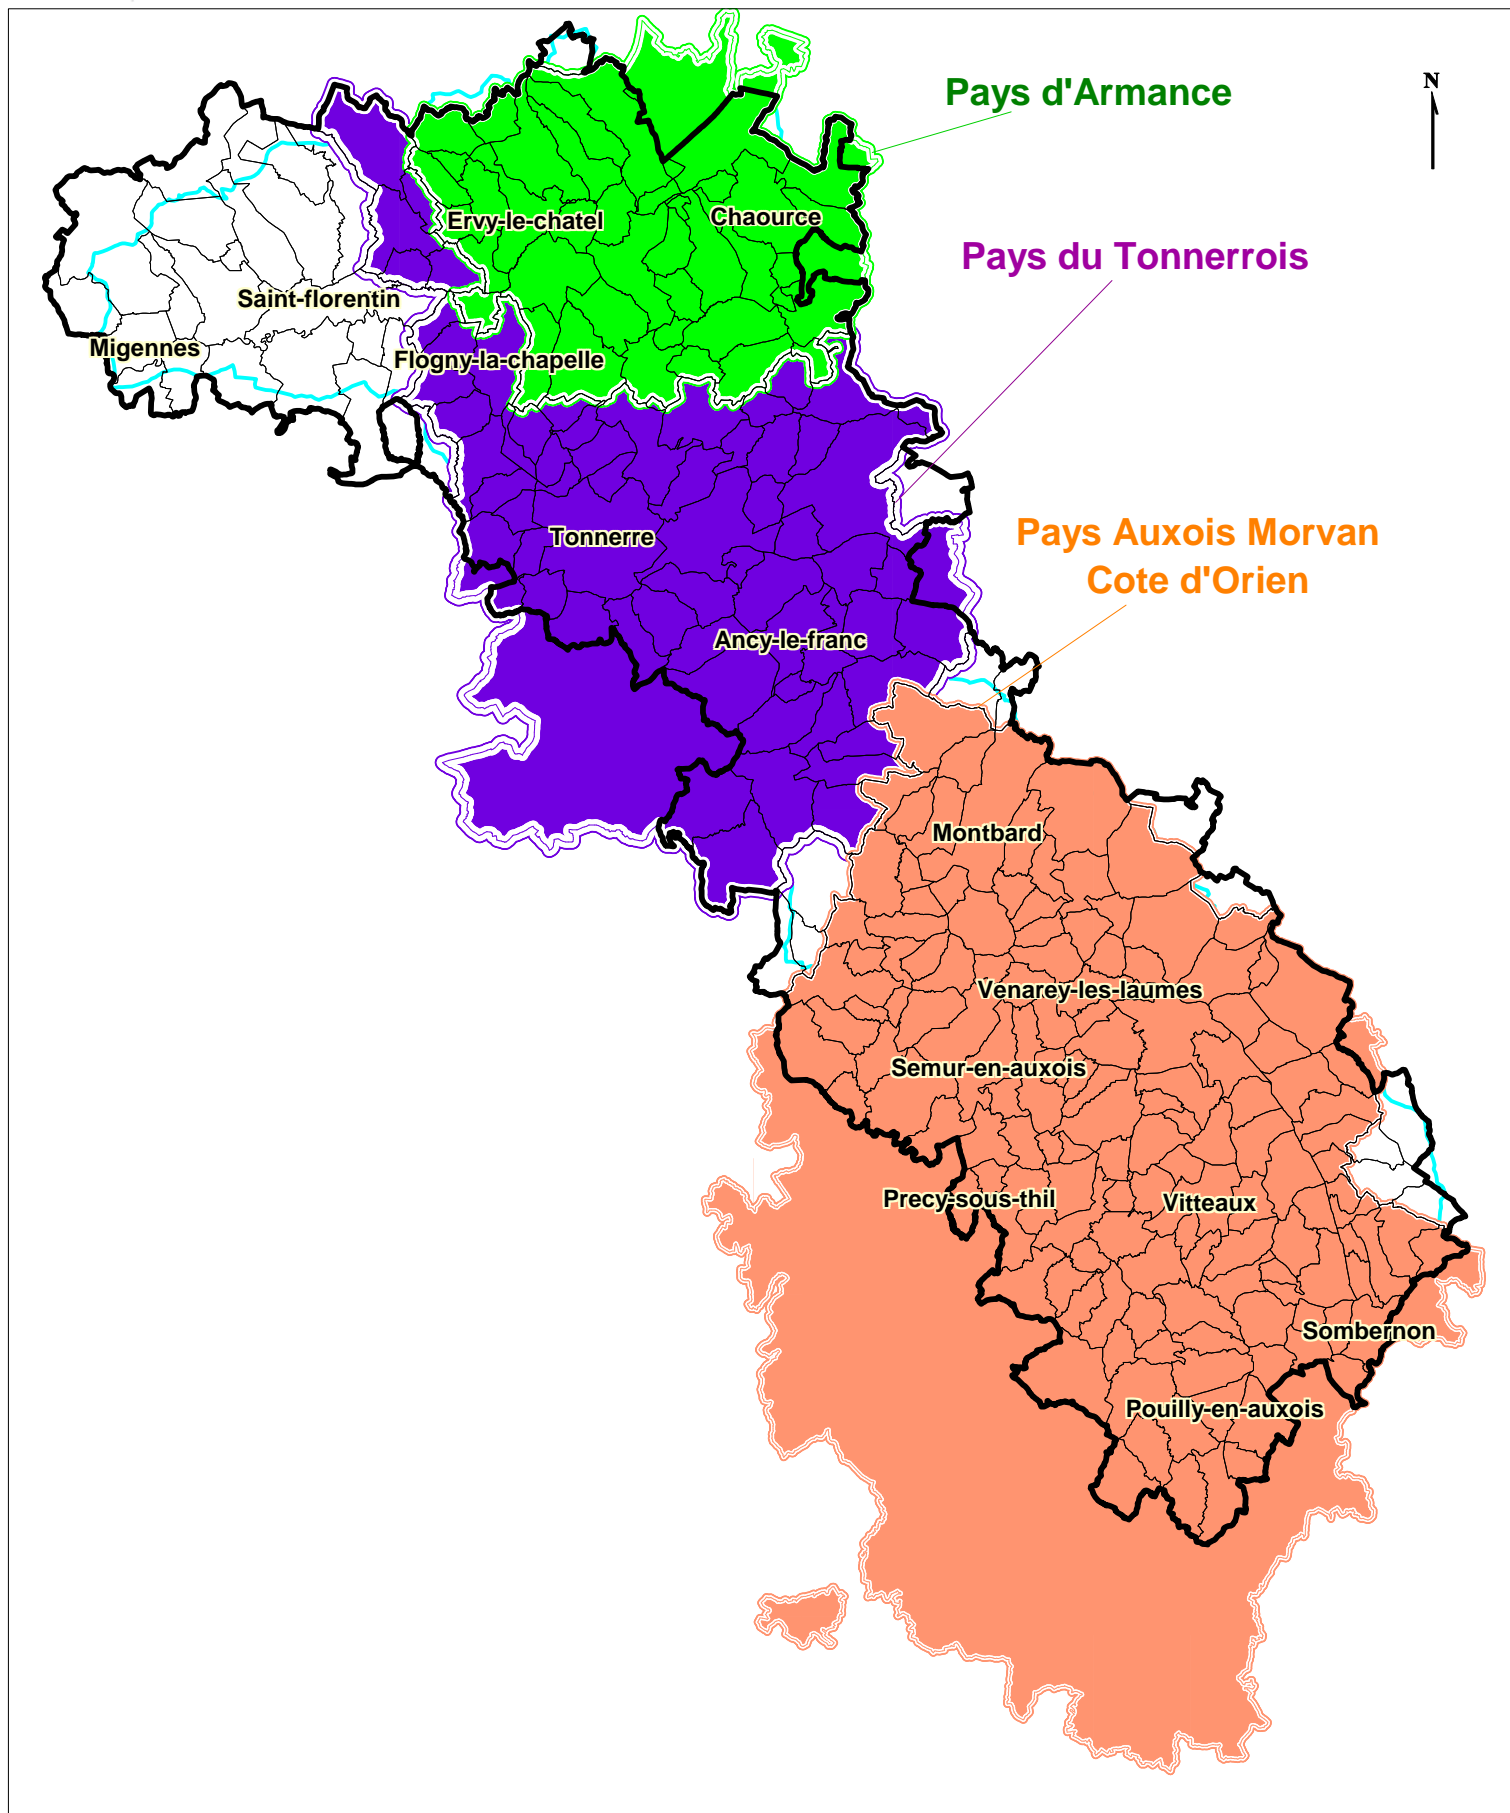 Pays d'Armance
N
Ervy-le-chatel
Chaource
Pays du Tonnerrois
Saint-florentin
Migennes
Flogny-la-chapelle
Tonnerre
Pays Auxois Morvan
Cote d'Orien
Ancy-le-franc
Montbard
Venarey-les-laumes
Semur-en-auxois
Precy-sous-thil
Vitteaux
Sombernon
Pouilly-en-auxois